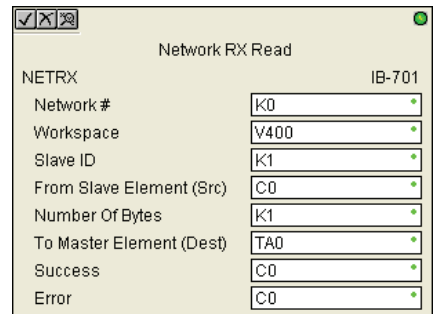 Network RX Read
NETRX IB-701
Network # K0
Workspace V400
Slave ID K1
From Slave Element (Src) C0
Number Of Bytes K1
To Master Element (Dest) TA0
Success C0
Error C0